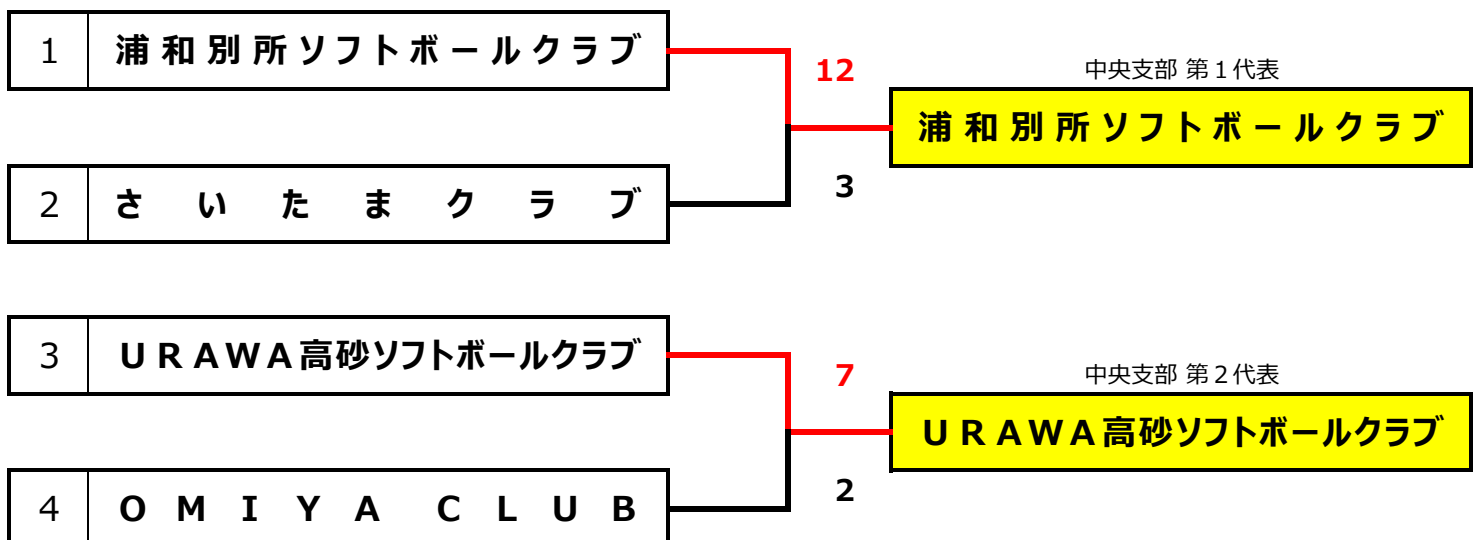 1 浦和別所ソフトボールクラブ
12
中央支部 第1代表
浦和別所ソフトボールクラブ
2 さいたまクラブ
3
3 URAWA高砂ソフトボールクラブ
7
中央支部 第2代表
URAWA高砂ソフトボールクラブ
4 OMIYA CLUB
2